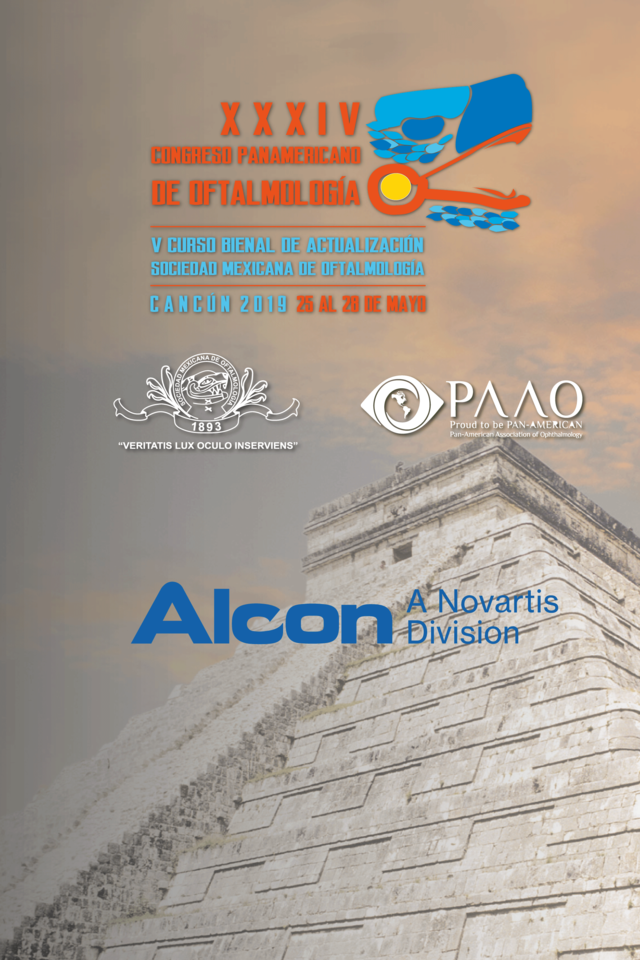 XXXIV
CONGRESO PANAMERICANO
DE OFTALMOLOGÍA
V CURSO BIENAL DE ACTUALIZACIÓN
SOCIEDAD MEXICANA DE OFTALMOLOGÍA
CANCÚN 2019 25 AL 28 DE MAYO
SOCIEDAD MEXICANA DE OFTALMOLOGÍA
1893
“VERITATIS LUX OCULO INSERVIENS”
PAAO
Proud to be PAN-AMERICAN
Pan-American Association of Ophthalmology
Alcon
A Novartis
Division